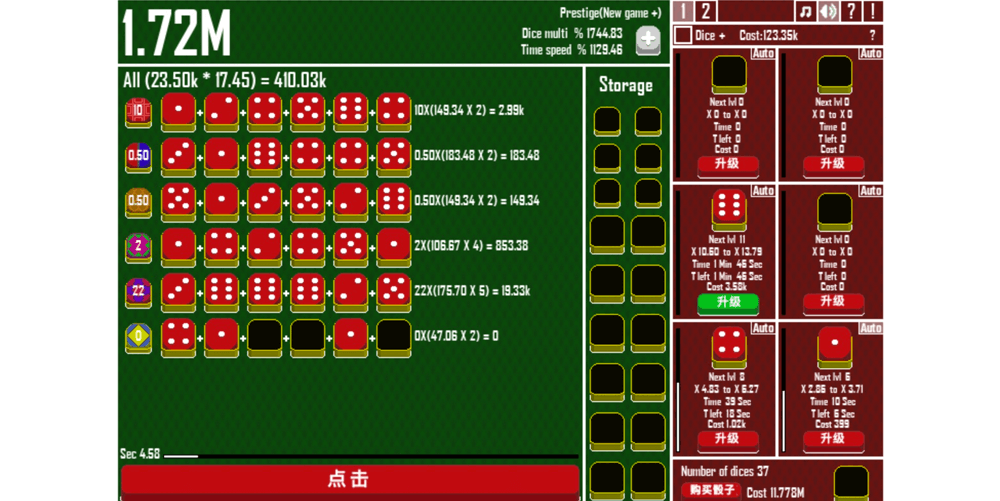 1.72M
Prestige(New game +)
Dice multi % 1744.83
Time speed % 1129.46
All (23.50k * 17.45) = 410.03k
10 + + + + + 10X(149.34 X 2) = 2.99k
0.50 + + + + + 0.50X(183.48 X 2) = 183.48
0.50 + + + + + 0.50X(149.34 X 2) = 149.34
2 + + + + + 2X(106.67 X 4) = 853.38
22 + + + + + 22X(175.70 X 5) = 19.33k
0 + + + + + 0X(47.06 X 2) = 0
Sec 4.58
点击
Storage
1 2 ? !
Dice + Cost:123.35k ?
Auto
Next lvl 0
X 0 to X 0
Time 0
T left 0
Cost 0
升级
Auto
Next lvl 0
X 0 to X 0
Time 0
T left 0
Cost 0
升级
Auto
Next lvl 11
X 10.60 to X 13.79
Time 1 Min 46 Sec
T left 1 Min 46 Sec
Cost 3.58k
升级
Auto
Next lvl 0
X 0 to X 0
Time 0
T left 0
Cost 0
升级
Auto
Next lvl 8
X 4.83 to X 6.27
Time 39 Sec
T left 18 Sec
Cost 1.02k
升级
Auto
Next lvl 6
X 2.86 to X 3.71
Time 10 Sec
T left 6 Sec
Cost 399
升级
Number of dices 37
购买骰子 Cost 11.778M